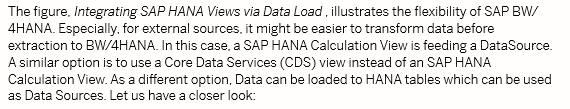 The figure, Integrating SAP HANA Views via Data Load , illustrates the flexibility of SAP BW/
4HANA. Especially, for external sources, it might be easier to transform data before
extraction to BW/4HANA. In this case, a SAP HANA Calculation View is feeding a DataSource.
A similar option is to use a Core Data Services (CDS) view instead of an SAP HANA
Calculation View. As a different option, Data can be loaded to HANA tables which can be used
as Data Sources. Let us have a closer look: